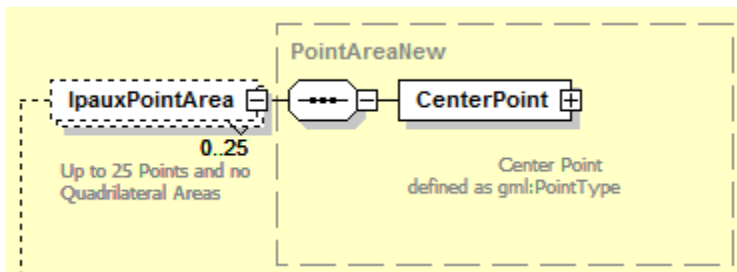 PointAreaNew
IpauxPointArea
CenterPoint
0..25
Up to 25 Points and no
Quadrilateral Areas
Center Point
defined as gml:PointType